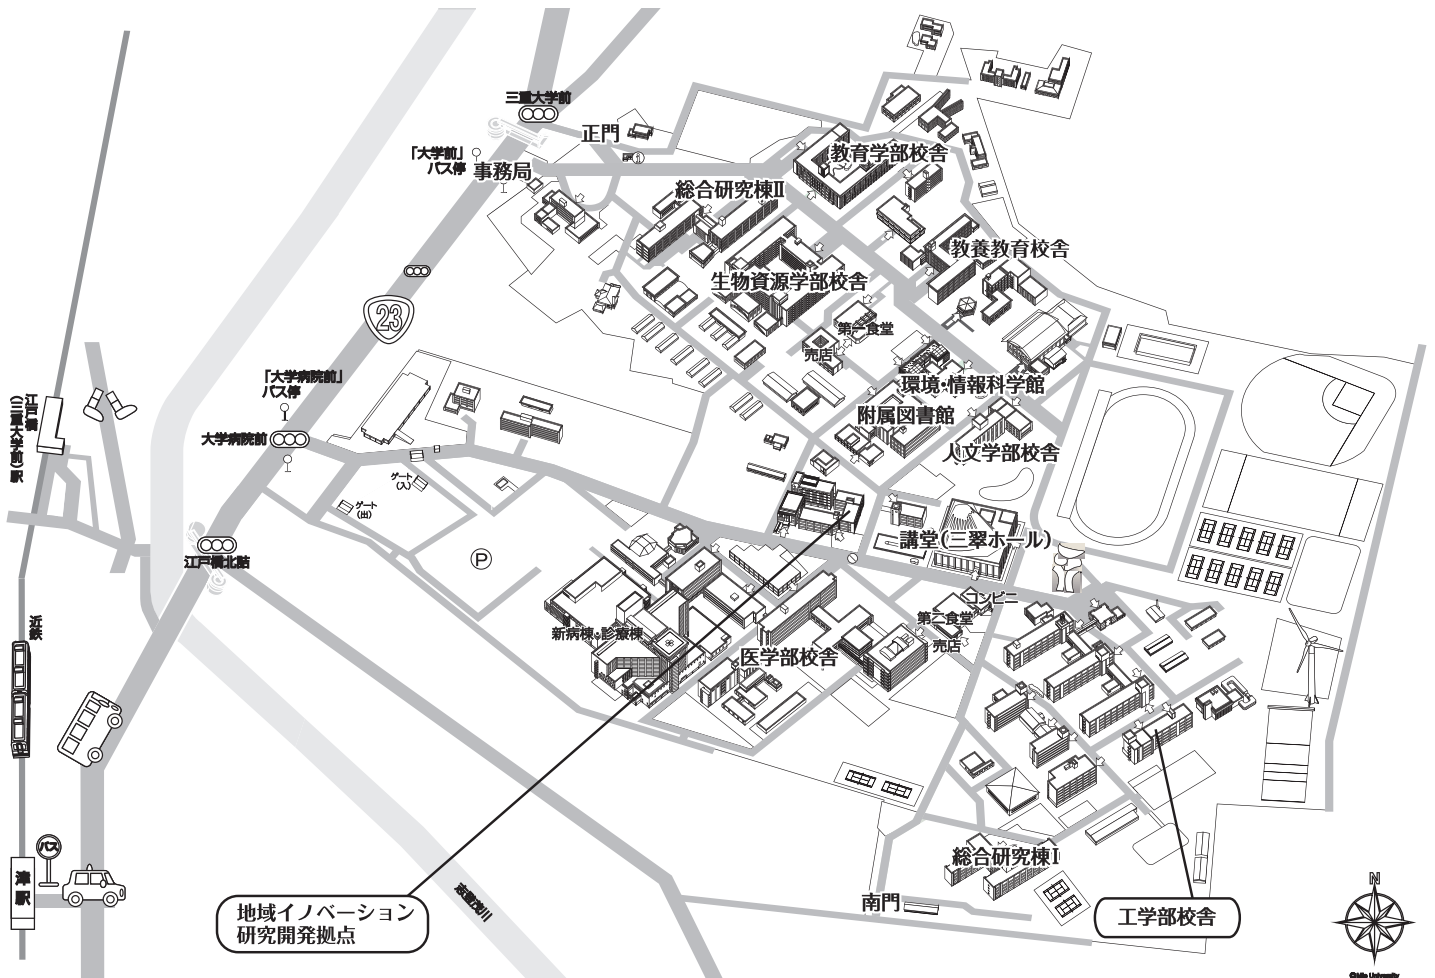 三重大学前
正門
「大学前」
バス停
事務局
教育学部校舎
総合研究棟Ⅱ
教養教育校舎
生物資源学部校舎
23
第一食堂
売店
「大学病院前」
バス停
環境・情報科学館
附属図書館
江戸橋
(三重大学前)駅
大学病院前
人文学部校舎
ゲート
(入)
ゲート
(出)
講堂(三翠ホール)
江戸橋北詰
P
コンビニ
第二食堂
売店
近鉄
新病棟・診療棟
医学部校舎
バス
津駅
総合研究棟Ⅰ
志登茂川
南門
地域イノベーション
研究開発拠点
工学部校舎
N
©Mie University